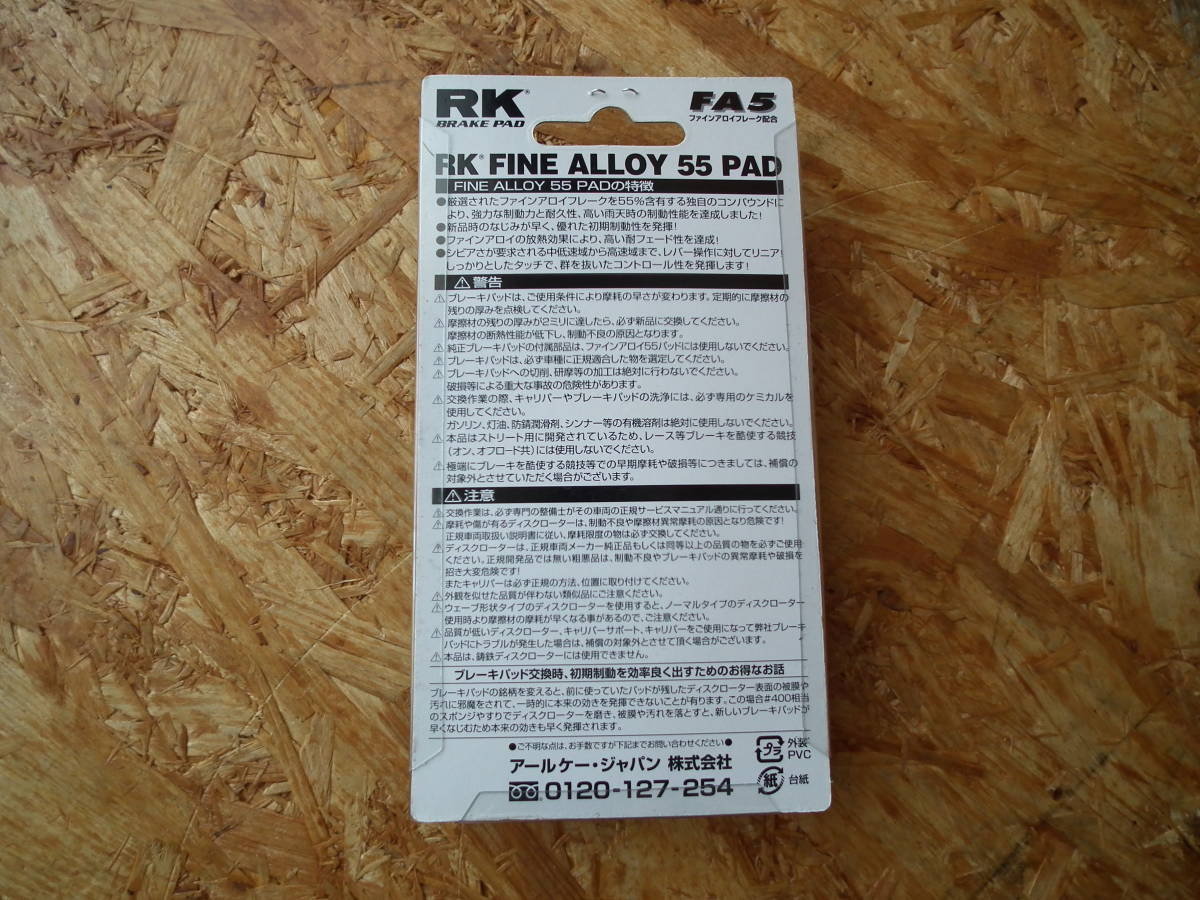 RK®
BRAKE PAD
FA5
ファインアロイフレーク配合
RK® FINE ALLOY 55 PAD
FINE ALLOY 55 PADの特徴
●厳選されたファインアロイフレークを55%含有する独自のコンパウンドに
より、強力な制動力と耐久性、高い雨天時の制動性能を達成しました!
●新品時のなじみが早く、優れた初期制動性を発揮!
●ファインアロイの放熱効果により、高い耐フェード性を達成!
●シビアさが要求される中低速域から高速域まで、レバー操作に対してリニア!
しっかりとしたタッチで、群を抜いたコントロール性を発揮します!
⚠警告
⚠ブレーキパッドは、ご使用条件により摩耗の早さが変わります。定期的に摩擦材の
残りの厚みを点検してください。
⚠摩擦材の残りの厚みが2ミリに達したら、必ず新品に交換してください。
摩擦材の断熱性能が低下し、制動不良の原因となります。
⚠純正ブレーキパッドの付属部品は、ファインアロイ55パッドには使用しないでください。
⚠ブレーキパッドは、必ず車種に適合した物を選定してください。
⚠ブレーキパッドへの切削、研摩等の加工は絶対に行わないでください。
破損等による重大な事故の危険性があります。
⚠交換作業の際、キャリパーやブレーキパッドの洗浄には、必ず専用のケミカルを
使用してください。
ガソリン、灯油、防錆潤滑剤、シンナー等の有機溶剤は絶対に使用しないでください。
⚠本品はストリート用に開発されているため、レース等ブレーキを酷使する競技
(オン、オフロード共)には使用しないでください。
⚠極端にブレーキを酷使する競技等での早期摩耗や破損等につきましては、補償の
対象外とさせていただく場合がございます。
⚠注意
⚠交換作業は、必ず専門の整備士がその車両の正規サービスマニュアル通りに行ってください。
⚠摩耗や傷が有るディスクローターは、制動不良や摩擦材異常摩耗の原因となり危険です!
正規車両取扱い説明書に従い、摩耗限度の物は必ず交換してください。
⚠ディスクローターは、正規車両メーカー純正品もしくは同等以上の品質の物を必ずご使用
ください。正規開発品では無い粗悪品は、制動不良やブレーキパッドの異常摩耗や破損を
招き大変危険です!
またキャリパーは必ず正規の方法、位置に取り付けてください。
⚠外観を似せた品質が伴わない類似品にご注意ください。
⚠ウェーブ形状タイプのディスクローターを使用すると、ノーマルタイプのディスクローター
使用時より摩擦材の摩耗が早くなる事があるので、ご注意ください。
⚠品質が低いディスクローター、キャリパーサポート、キャリパーをご使用になって弊社ブレーキ
パッドにトラブルが発生した場合は、補償の対象外とさせて頂く場合がございます。
⚠本品は、鋳鉄ディスクローターには使用できません。
ブレーキパッド交換時、初期制動を効率良く出すためのお得なお話
ブレーキパッドの銘柄を変えると、前に使っていたパッドが残したディスクローター表面の被膜や
汚れに邪魔をされて、一時的に本来の効きを発揮できないことが有ります。この場合#400相当
のスポンジやすりでディスクローターを磨き、被膜や汚れを落とすと、新しいブレーキパッドが
早くなじむため本来の効きも早く発揮されます。
●ご不明な点は、お手数ですが下記までお問い合わせください●
アールケー・ジャパン 株式会社
0120-127-254
プラ
外装
PVC
紙
台紙